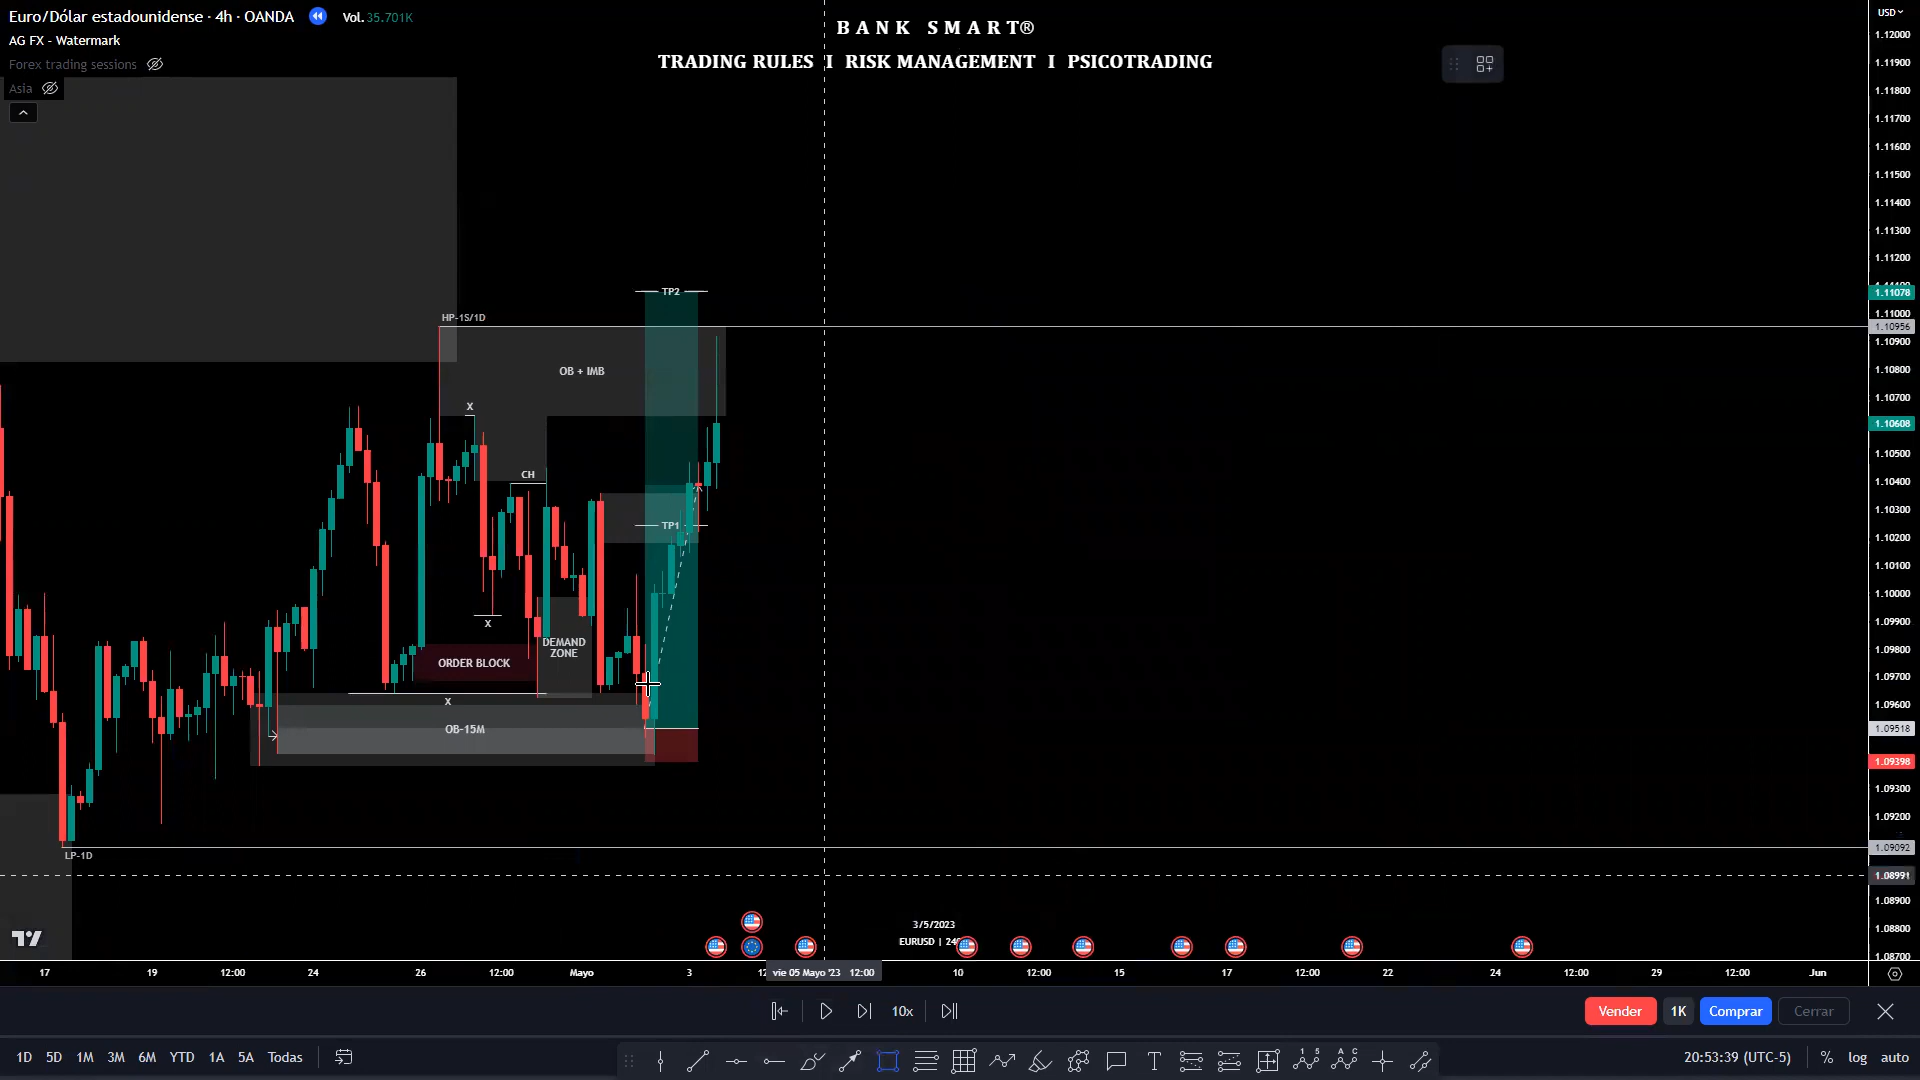 Euro/Dólar estadounidense · 4h · OANDA Vol. 35.701K
AG FX - Watermark
Forex trading sessions
Asia
B A N K S M A R T®
TRADING RULES I RISK MANAGEMENT I PSICOTRADING
USD
1.12000
1.11900
1.11800
1.11700
1.11600
1.11500
1.11400
1.11300
1.11200
1.11078
1.11000
1.10956
1.10900
1.10800
1.10700
1.10608
1.10500
1.10400
1.10300
1.10200
1.10100
1.10000
1.09900
1.09800
1.09700
1.09600
1.09518
1.09398
1.09300
1.09200
1.09092
1.08991
1.08900
1.08800
1.08700
TP2
HP-1S/1D
OB + IMB
X
CH
TP1
X
DEMAND
ZONE
ORDER BLOCK
X
OB-15M
LP-1D
3/5/2023
EURUSD | 24
17 19 12:00 24 26 12:00 Mayo 3 vie 05 Mayo '23 12:00 10 12:00 15 17 12:00 22 24 12:00 29 12:00 Jun
10x
Vender 1K Comprar Cerrar
1D 5D 1M 3M 6M YTD 1A 5A Todas
20:53:39 (UTC-5) % log auto